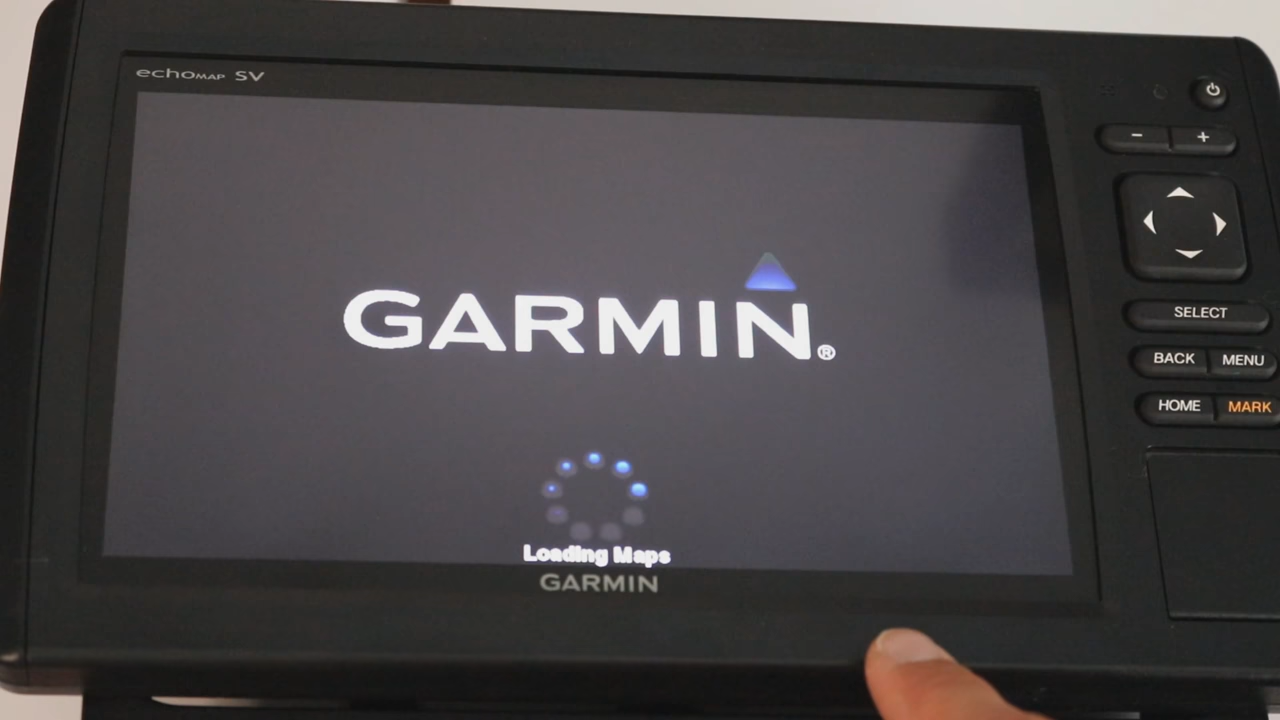 echoMAP SV
GARMIN®
Loading Maps
GARMIN
- +
SELECT
BACK MENU
HOME MARK